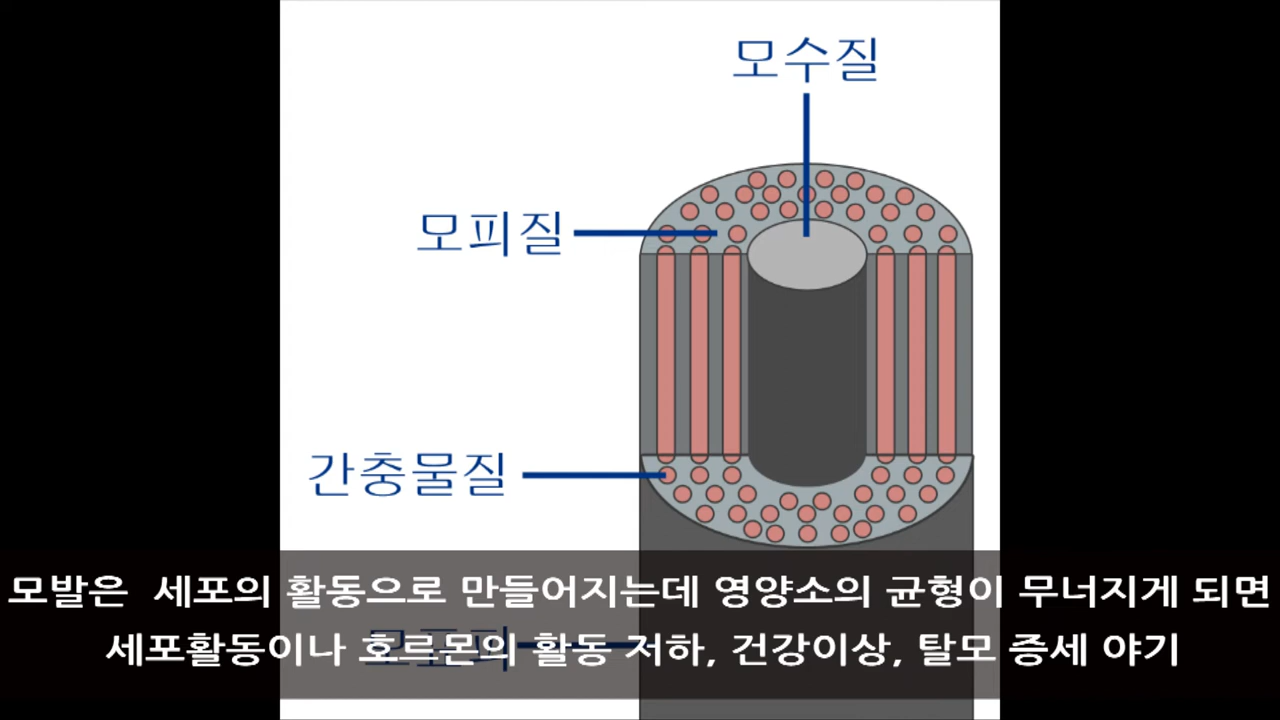 모수질
모피질
간충물질
모발은 세포의 활동으로 만들어지는데 영양소의 균형이 무너지게 되면
세포활동이나 호르몬의 활동 저하, 건강이상, 탈모 증세 야기